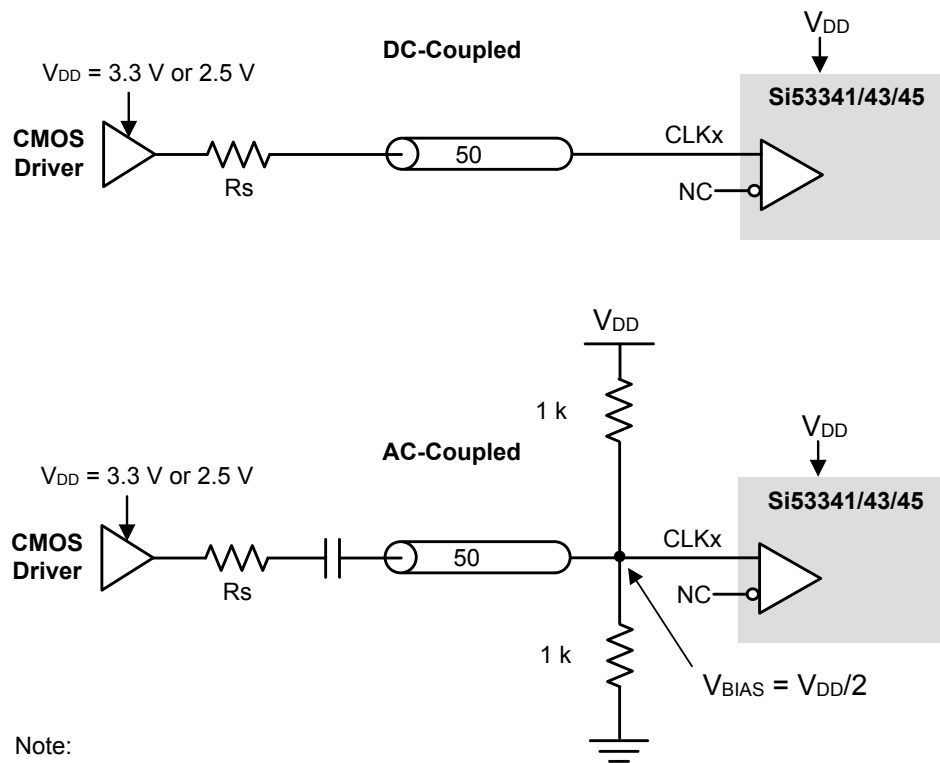 DC-Coupled
VDD
VDD = 3.3 V or 2.5 V
Si53341/43/45
CMOS
Driver
Rs
50
CLKx
NC
VDD
1 k
AC-Coupled
VDD
VDD = 3.3 V or 2.5 V
Si53341/43/45
CMOS
Driver
Rs
50
CLKx
NC
1 k
VBIAS = VDD/2
Note: